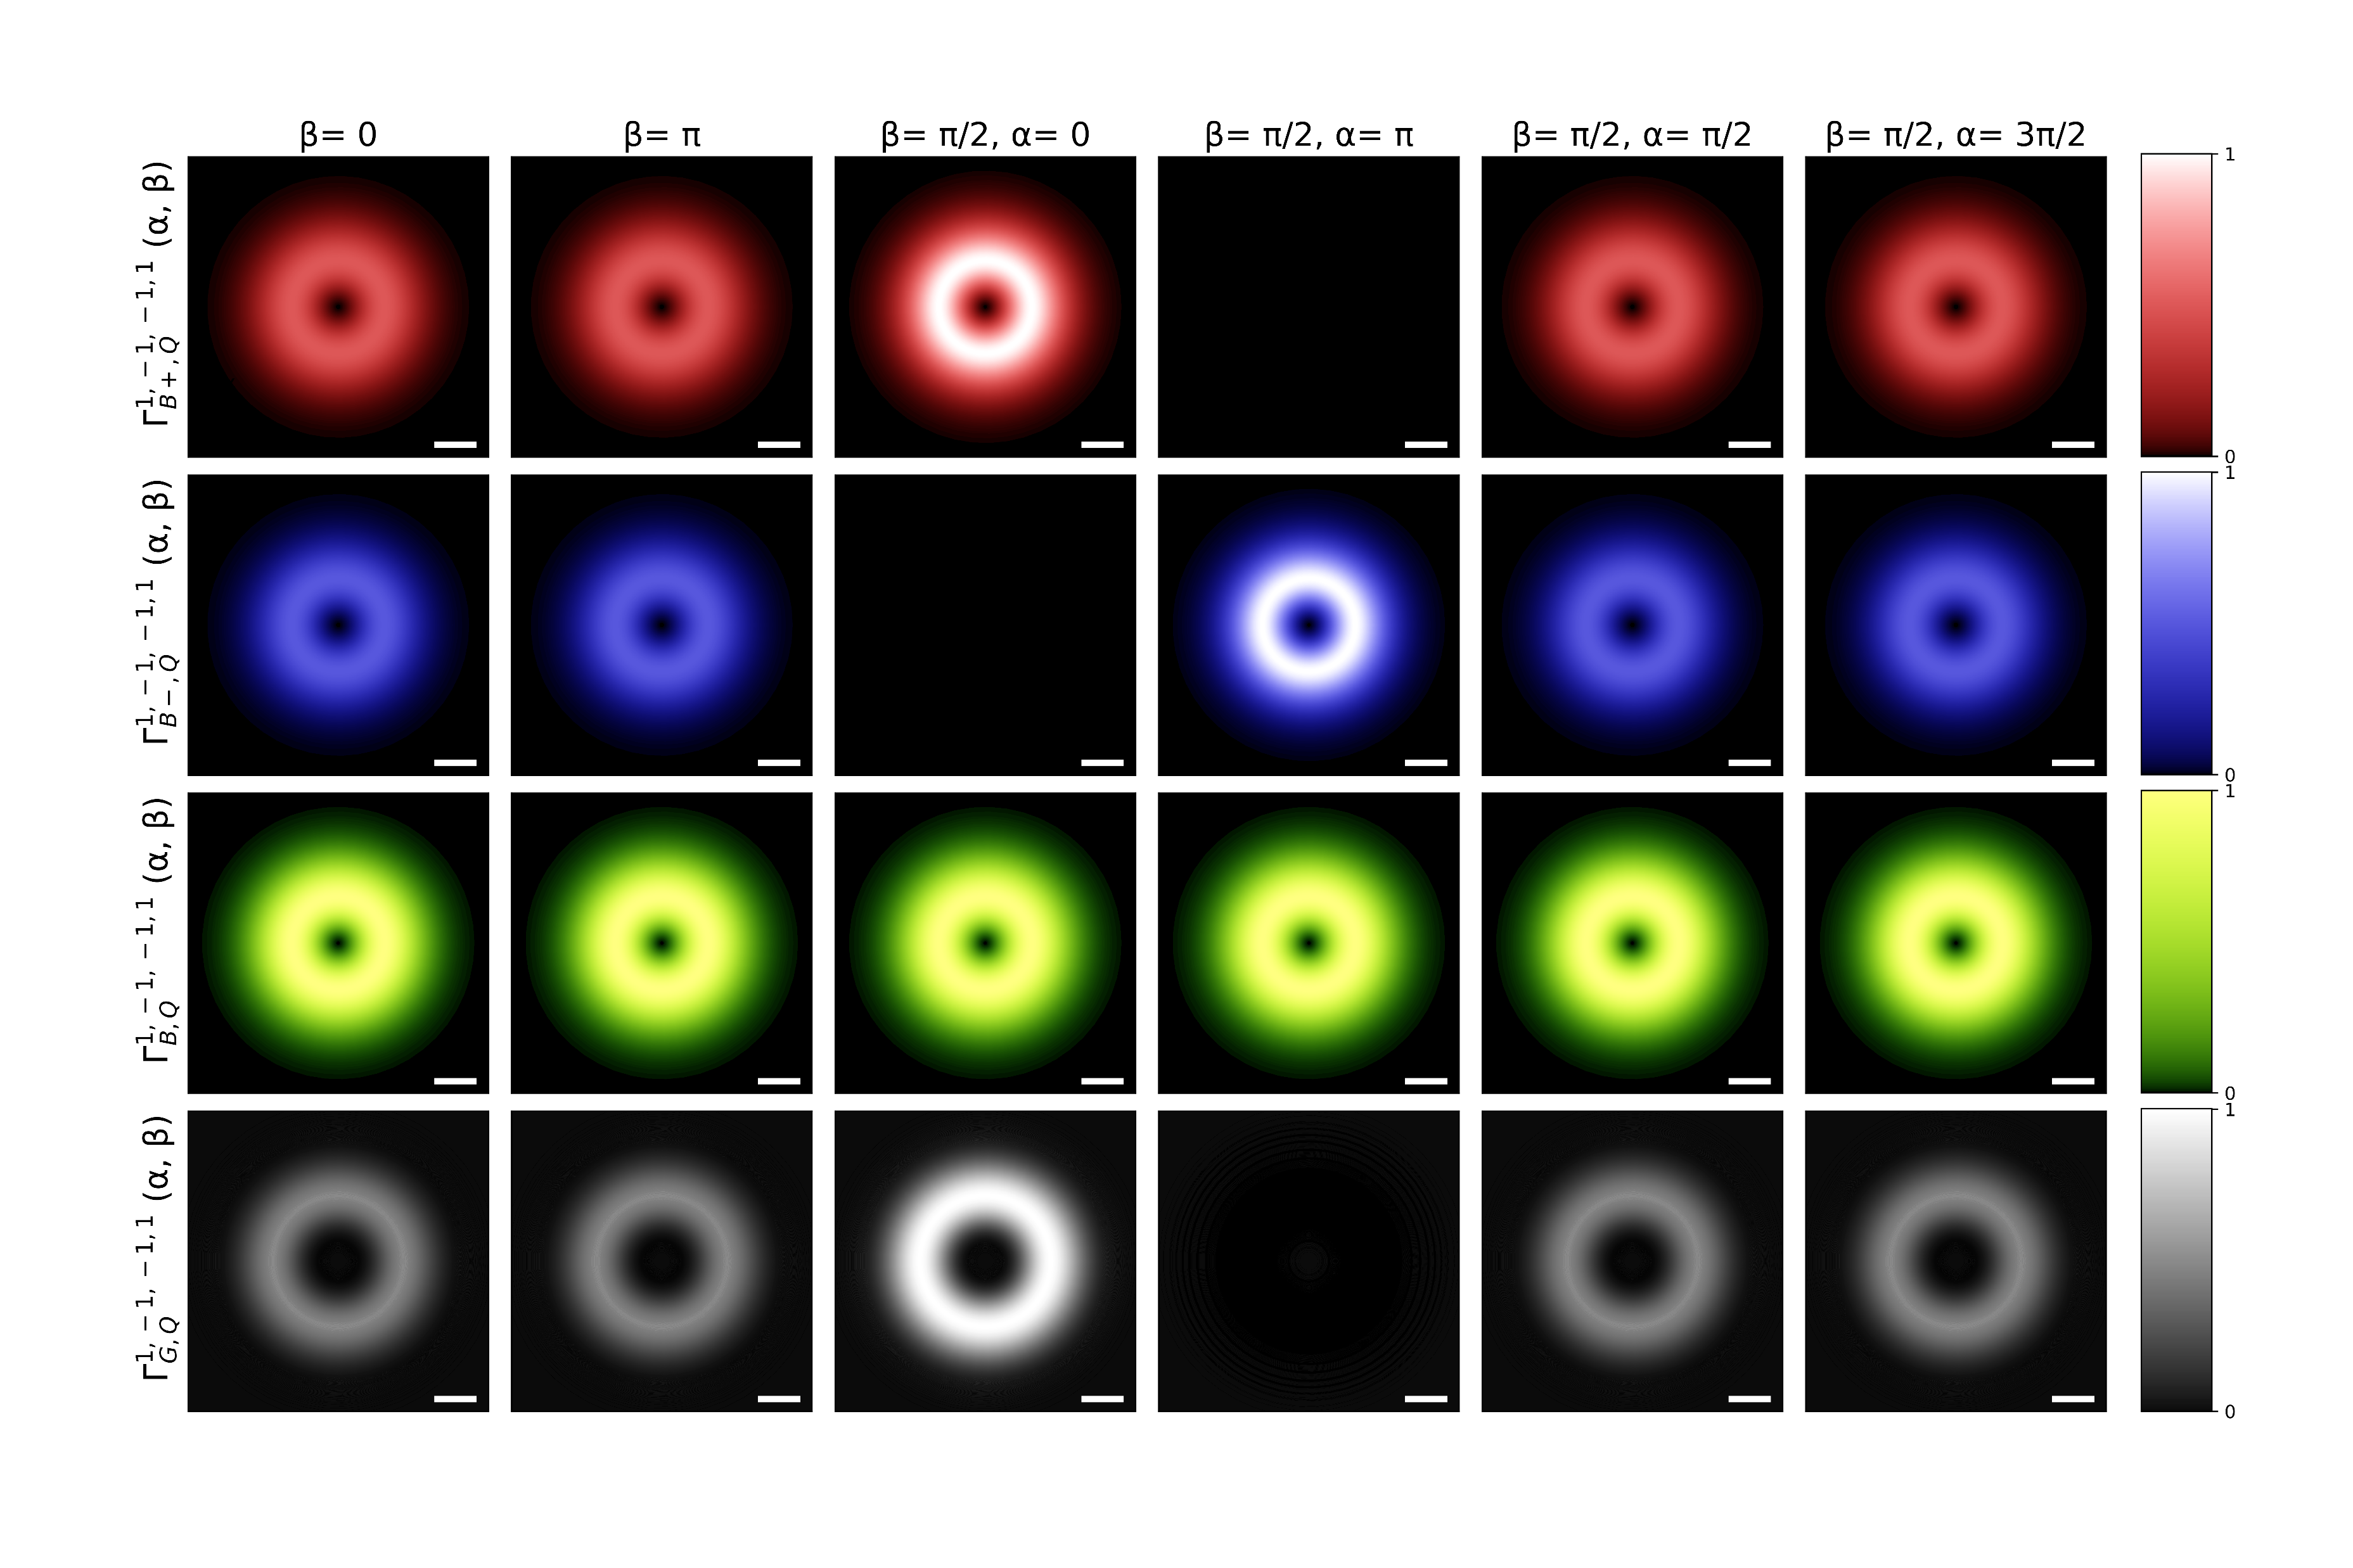 β= 0
β= π
β= π/2, α= 0
β= π/2, α= π
β= π/2, α= π/2
β= π/2, α= 3π/2
Γ^{1,−1,−1,1}_{B+,Q} (α, β)
1
0
Γ^{1,−1,−1,1}_{B−,Q} (α, β)
1
0
Γ^{1,−1,−1,1}_{B,Q} (α, β)
1
0
Γ^{1,−1,−1,1}_{G,Q} (α, β)
1
0